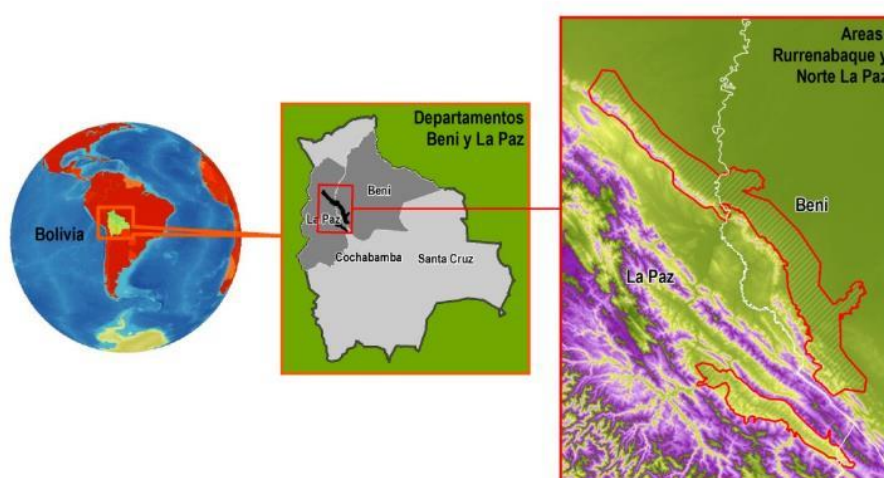 Bolivia
Departamentos
Beni y La Paz
Beni
La Paz
Cochabamba
Santa Cruz
Areas
Rurrenabaque y
Norte La Paz
Beni
La Paz